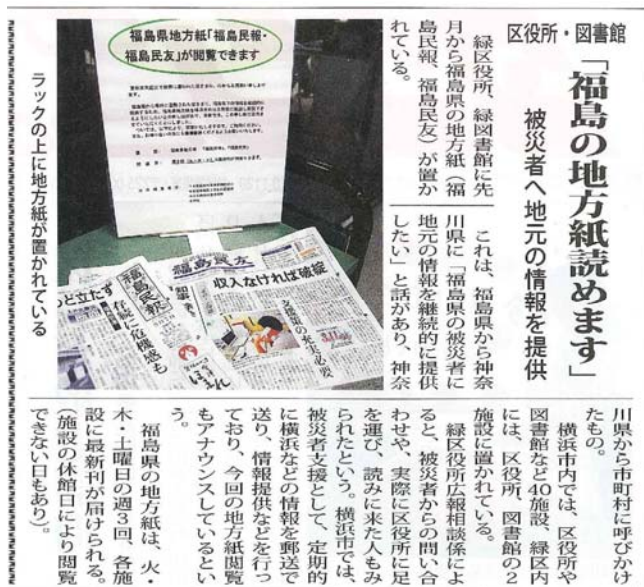 区役所・図書館
「福島の地方紙読めます」
被災者へ地元の情報を提供
緑区役所、緑図書館に先
月から福島県の地方紙（福
島民報、福島民友）が置か
れている。
これは、福島県から神奈
川県に「福島県の被災者に
地元の情報を継続的に提供
したい」と話があり、神奈
川県から市町村に呼びかけ
たもの。
横浜市内では、区役所や
図書館など40施設、緑区内
には、区役所、図書館の2
施設に置かれている。
緑区役所広報相談係によ
ると、被災者からの問い合
わせや、実際に区役所に足
を運び、読みに来た人もみ
られたという。横浜市では、
被災者支援として、定期的
に横浜などの情報を郵送で
送り、情報提供などを行っ
ており、今回の地方紙閲覧
もアナウンスしているとい
う。
福島県の地方紙は、火・
木・土曜日の週3回、各施
設に最新刊が届けられる。
（施設の休館日により閲覧
できない日もあり）。
福島県地方紙「福島民報・
福島民友」が閲覧できます
福島民友
収入なければ破綻
福島民報
存続に危機感も
ラックの上に地方紙が置かれている